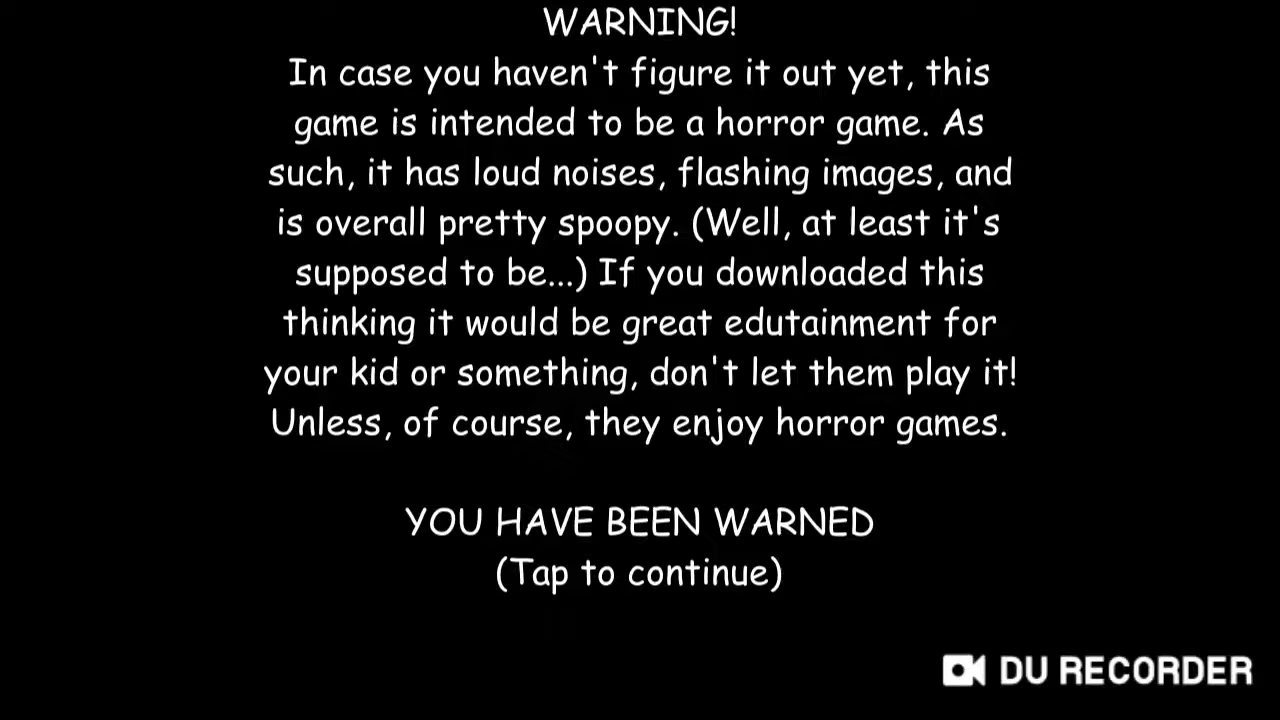 WARNING!
In case you haven't figure it out yet, this
game is intended to be a horror game. As
such, it has loud noises, flashing images, and
is overall pretty spoopy. (Well, at least it's
supposed to be...) If you downloaded this
thinking it would be great edutainment for
your kid or something, don't let them play it!
Unless, of course, they enjoy horror games.
YOU HAVE BEEN WARNED
(Tap to continue)
DU RECORDER